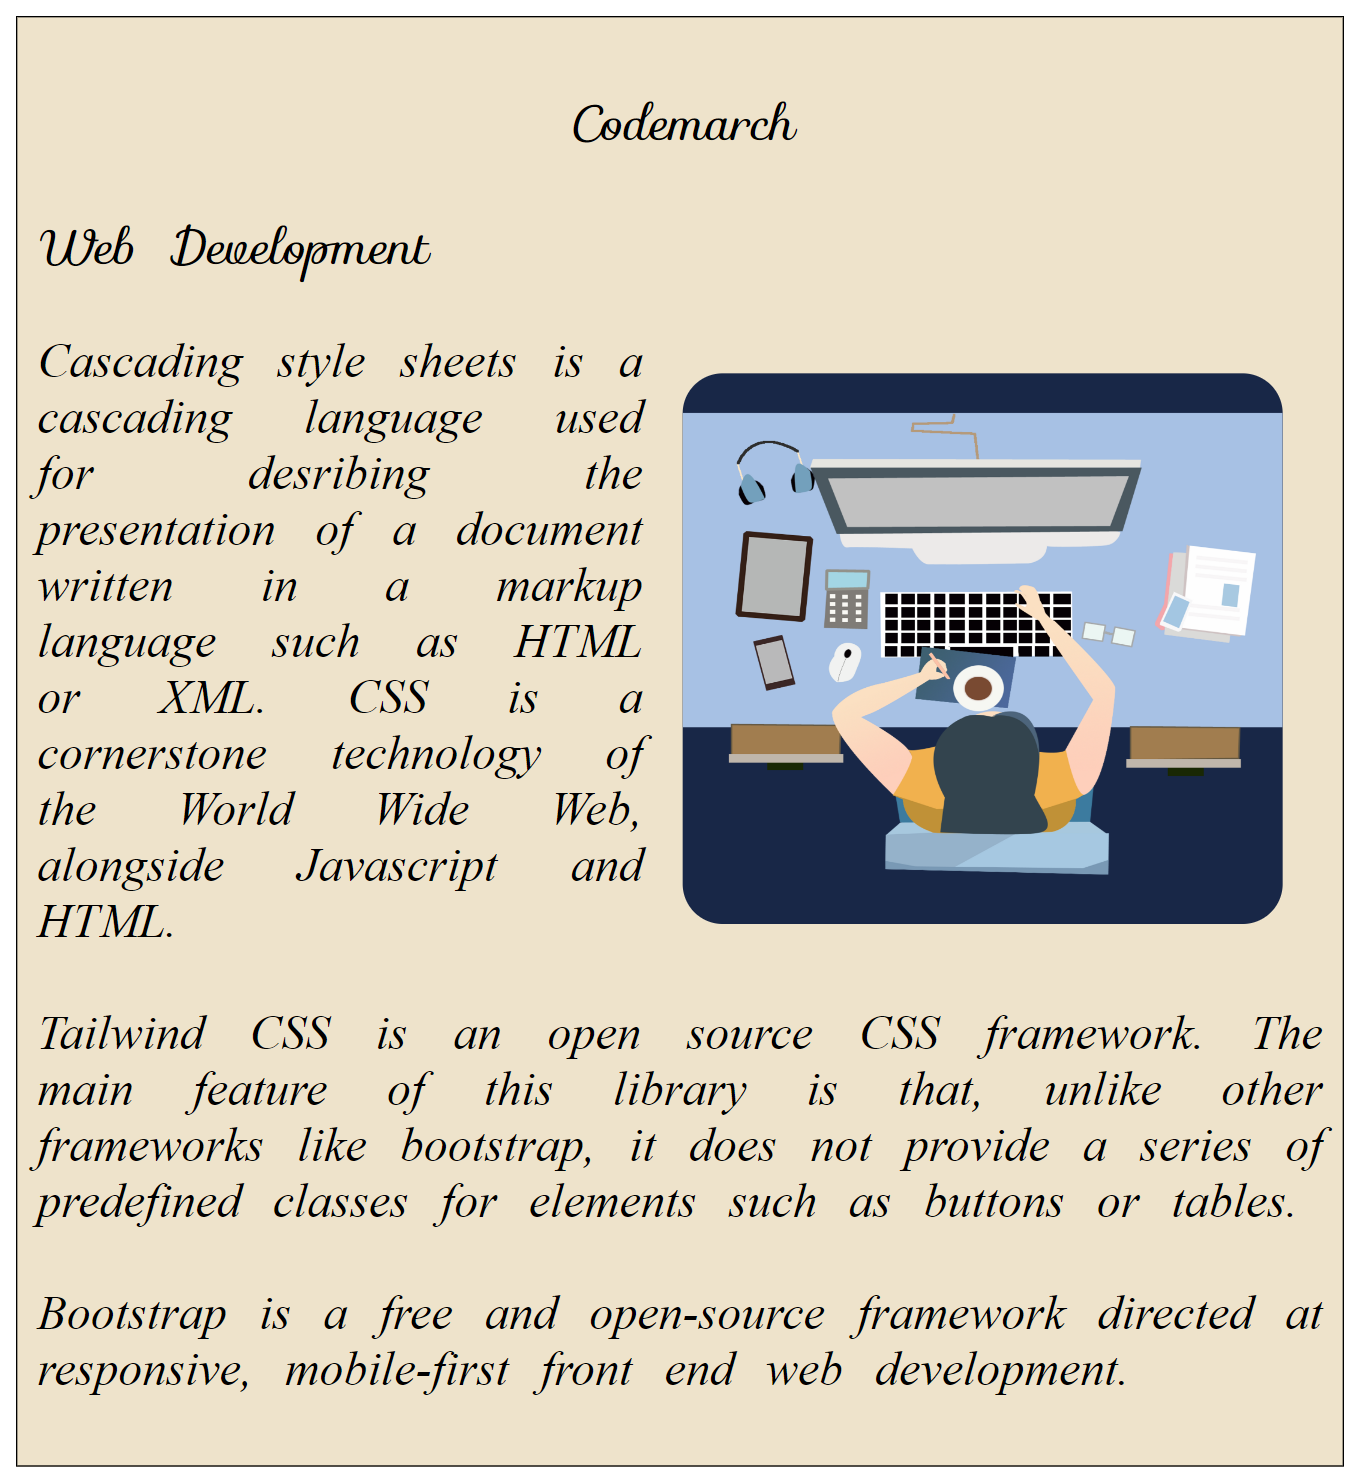 Codemarch
Web Development
Cascading style sheets is a
cascading language used
for desribing the
presentation of a document
written in a markup
language such as HTML
or XML. CSS is a
cornerstone technology of
the World Wide Web,
alongside Javascript and
HTML.
Tailwind CSS is an open source CSS framework. The
main feature of this library is that, unlike other
frameworks like bootstrap, it does not provide a series of
predefined classes for elements such as buttons or tables.
Bootstrap is a free and open-source framework directed at
responsive, mobile-first front end web development.